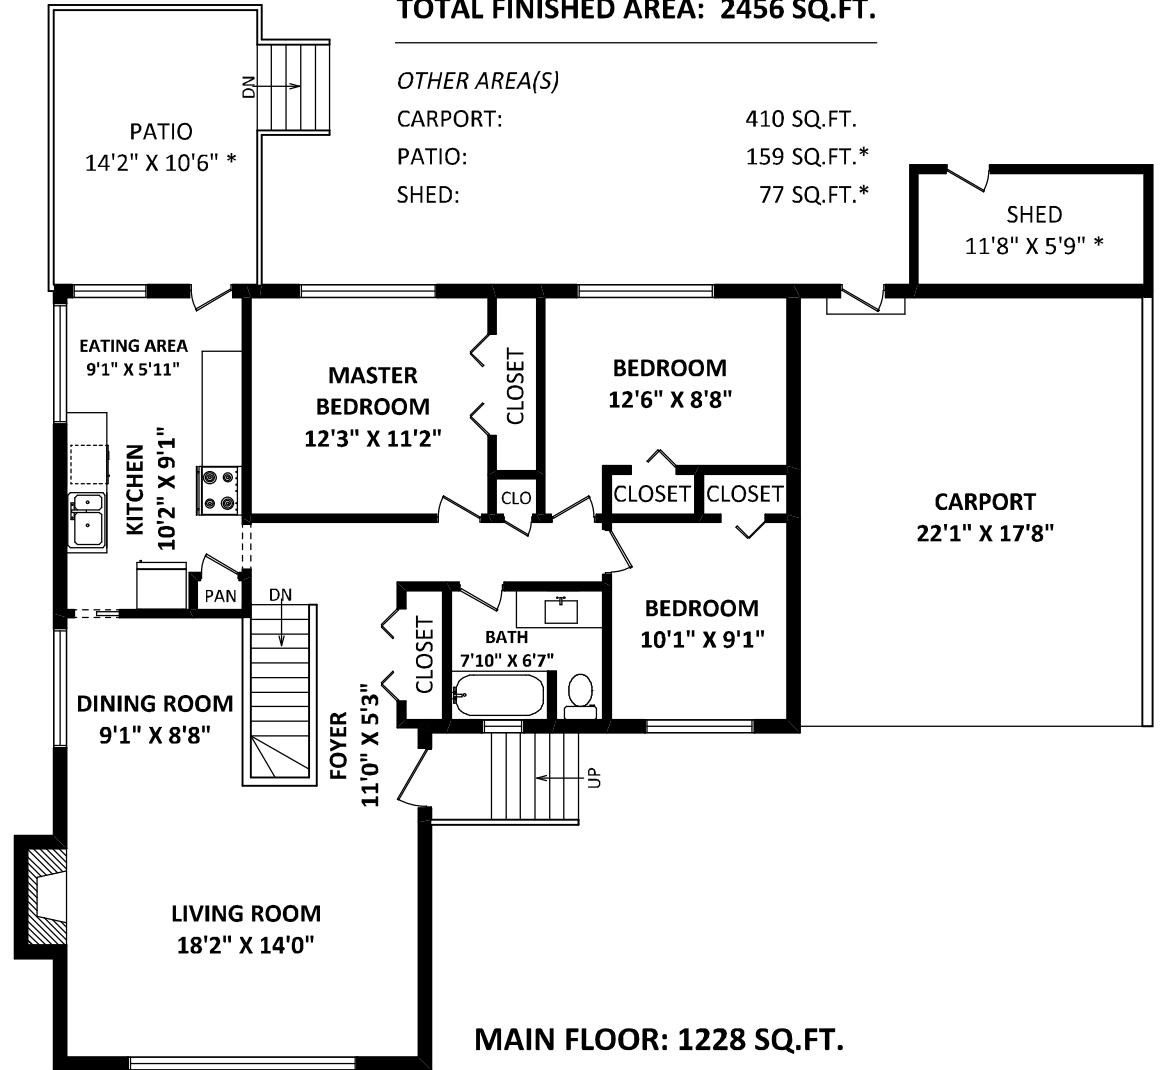 TOTAL FINISHED AREA: 2456 SQ.FT.
OTHER AREA(S)
CARPORT: 410 SQ.FT.
PATIO: 159 SQ.FT.*
SHED: 77 SQ.FT.*
DN
PATIO
14'2" X 10'6" *
SHED
11'8" X 5'9" *
EATING AREA
9'1" X 5'11"
MASTER
BEDROOM
12'3" X 11'2"
CLOSET
BEDROOM
12'6" X 8'8"
KITCHEN
10'2" X 9'1"
CLO
CLOSET
CLOSET
CARPORT
22'1" X 17'8"
PAN
DN
CLOSET
BATH
7'10" X 6'7"
BEDROOM
10'1" X 9'1"
DINING ROOM
9'1" X 8'8"
FOYER
11'0" X 5'3"
UP
LIVING ROOM
18'2" X 14'0"
MAIN FLOOR: 1228 SQ.FT.